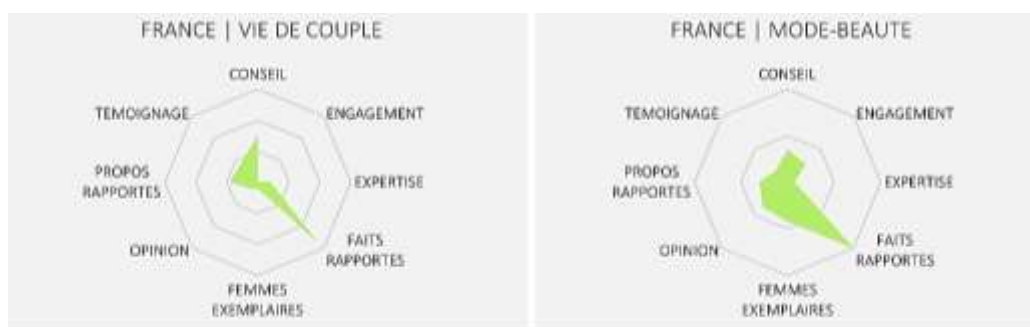 FRANCE | VIE DE COUPLE
CONSEIL
TEMOIGNAGE
ENGAGEMENT
PROPOS
RAPPORTES
EXPERTISE
OPINION
FAITS
RAPPORTES
FEMMES
EXEMPLAIRES
FRANCE | MODE-BEAUTE
CONSEIL
TEMOIGNAGE
ENGAGEMENT
PROPOS
RAPPORTES
EXPERTISE
OPINION
FAITS
RAPPORTES
FEMMES
EXEMPLAIRES